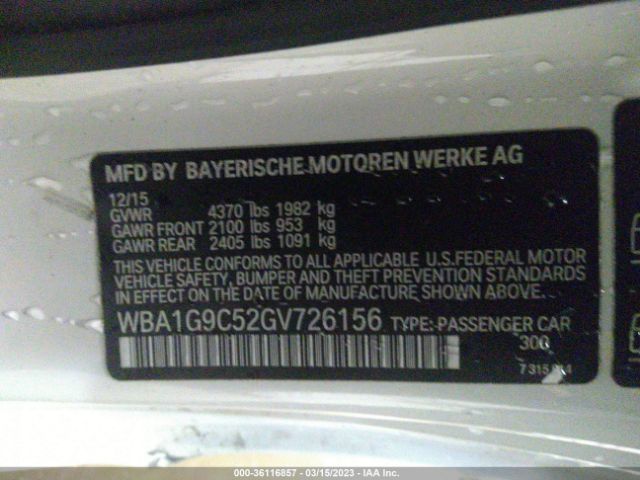 MFD BY BAYERISCHE MOTOREN WERKE AG
12/15
GVWR 4370 lbs 1982 kg
GAWR FRONT 2100 lbs 953 kg
GAWR REAR 2405 lbs 1091 kg
THIS VEHICLE CONFORMS TO ALL APPLICABLE U.S.FEDERAL MOTOR
VEHICLE SAFETY, BUMPER AND THEFT PREVENTION STANDARDS
IN EFFECT ON THE DATE OF MANUFACTURE SHOWN ABOVE.
WBA1G9C52GV726156 TYPE:-PASSENGER CAR
300
000-36116857 - 03/15/2023 - IAA Inc.